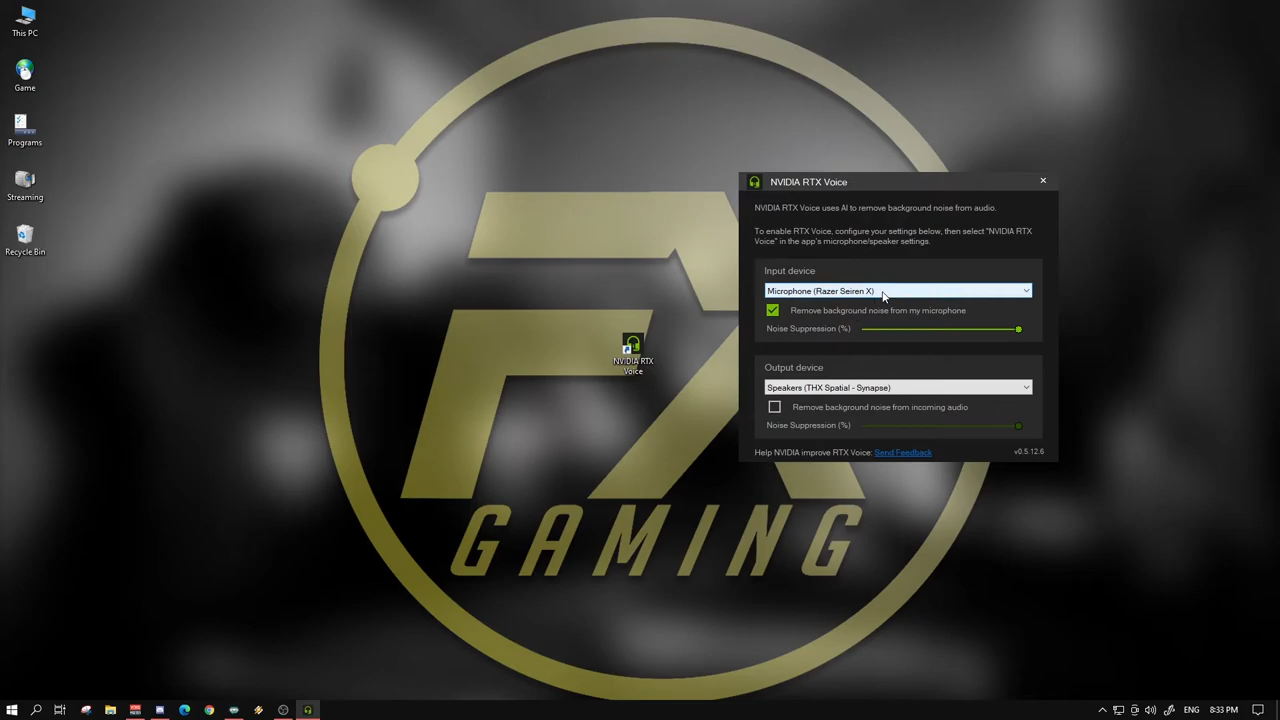 This PC
Game
Programs
Streaming
Recycle Bin
FX
GAMING
NVIDIA RTX
Voice
NVIDIA RTX Voice
NVIDIA RTX Voice uses AI to remove background noise from audio.
To enable RTX Voice, configure your settings below, then select "NVIDIA RTX
Voice" in the app's microphone/speaker settings.
Input device
Microphone (Razer Seiren X)
Remove background noise from my microphone
Noise Suppression (%)
Output device
Speakers (THX Spatial - Synapse)
Remove background noise from incoming audio
Noise Suppression (%)
Help NVIDIA improve RTX Voice: Send Feedback
v0.5.12.6
ENG
8:33 PM